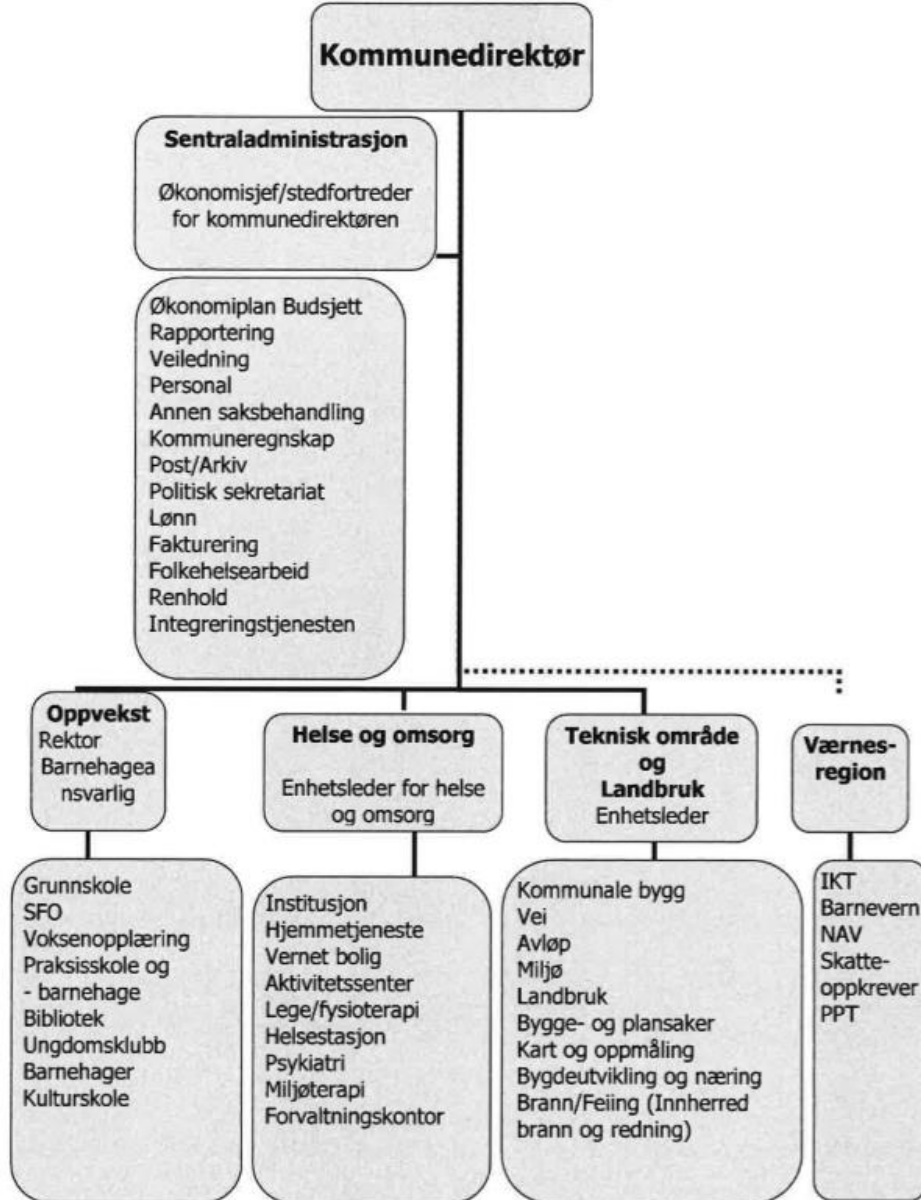 Kommunedirektør
Sentraladministrasjon
Økonomisjef/stedfortreder
for kommunedirektøren
Økonomiplan Budsjett
Rapportering
Veiledning
Personal
Annen saksbehandling
Kommuneregnskap
Post/Arkiv
Politisk sekretariat
Lønn
Fakturering
Folkehelsearbeid
Renhold
Integreringstjenesten
Oppvekst
Rektor
Barnehagea
nsvarlig
Grunnskole
SFO
Voksenopplæring
Praksisskole og
- barnehage
Bibliotek
Ungdomsklubb
Barnehager
Kulturskole
Helse og omsorg
Enhetsleder for helse
og omsorg
Institusjon
Hjemmetjeneste
Vernet bolig
Aktivitetssenter
Lege/fysioterapi
Helsestasjon
Psykiatri
Miljøterapi
Forvaltningskontor
Teknisk område
og
Landbruk
Enhetsleder
Kommunale bygg
Vei
Avløp
Miljø
Landbruk
Bygge- og plansaker
Kart og oppmåling
Bygdeutvikling og næring
Brann/Feiing (Innherred
brann og redning)
Værnes-
region
IKT
Barnevern
NAV
Skatte-
oppkrever
PPT